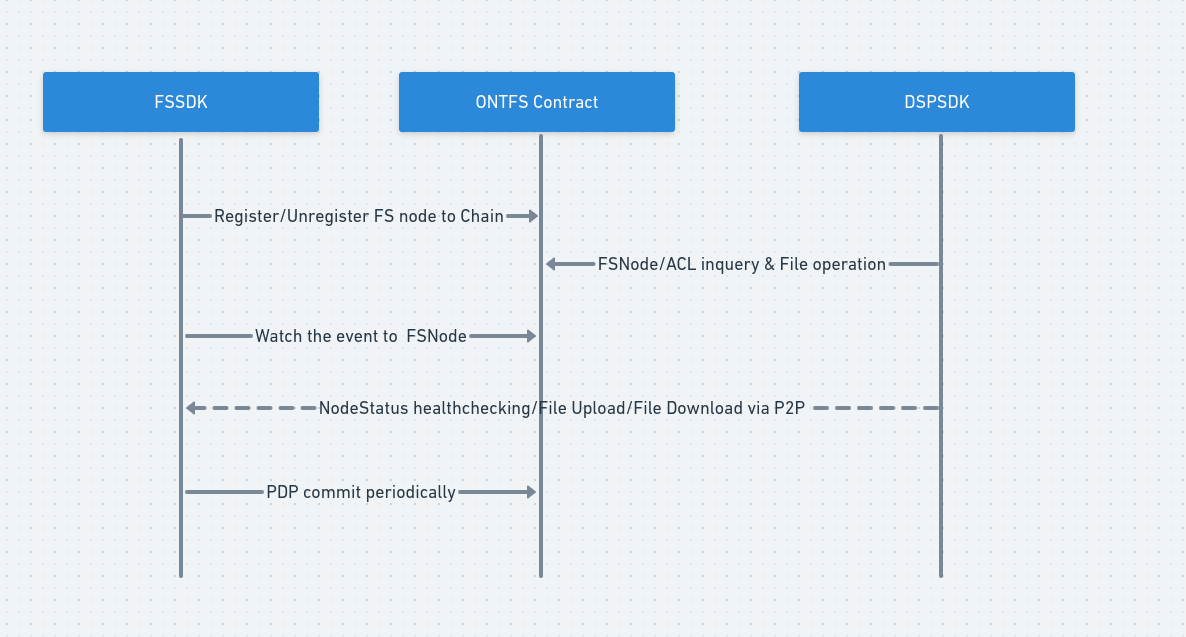 FSSDK
ONTFS Contract
DSPSDK
Register/Unregister FS node to Chain
FSNode/ACL inquery & File operation
Watch the event to  FSNode
NodeStatus healthchecking/File Upload/File Download via P2P
PDP commit periodically